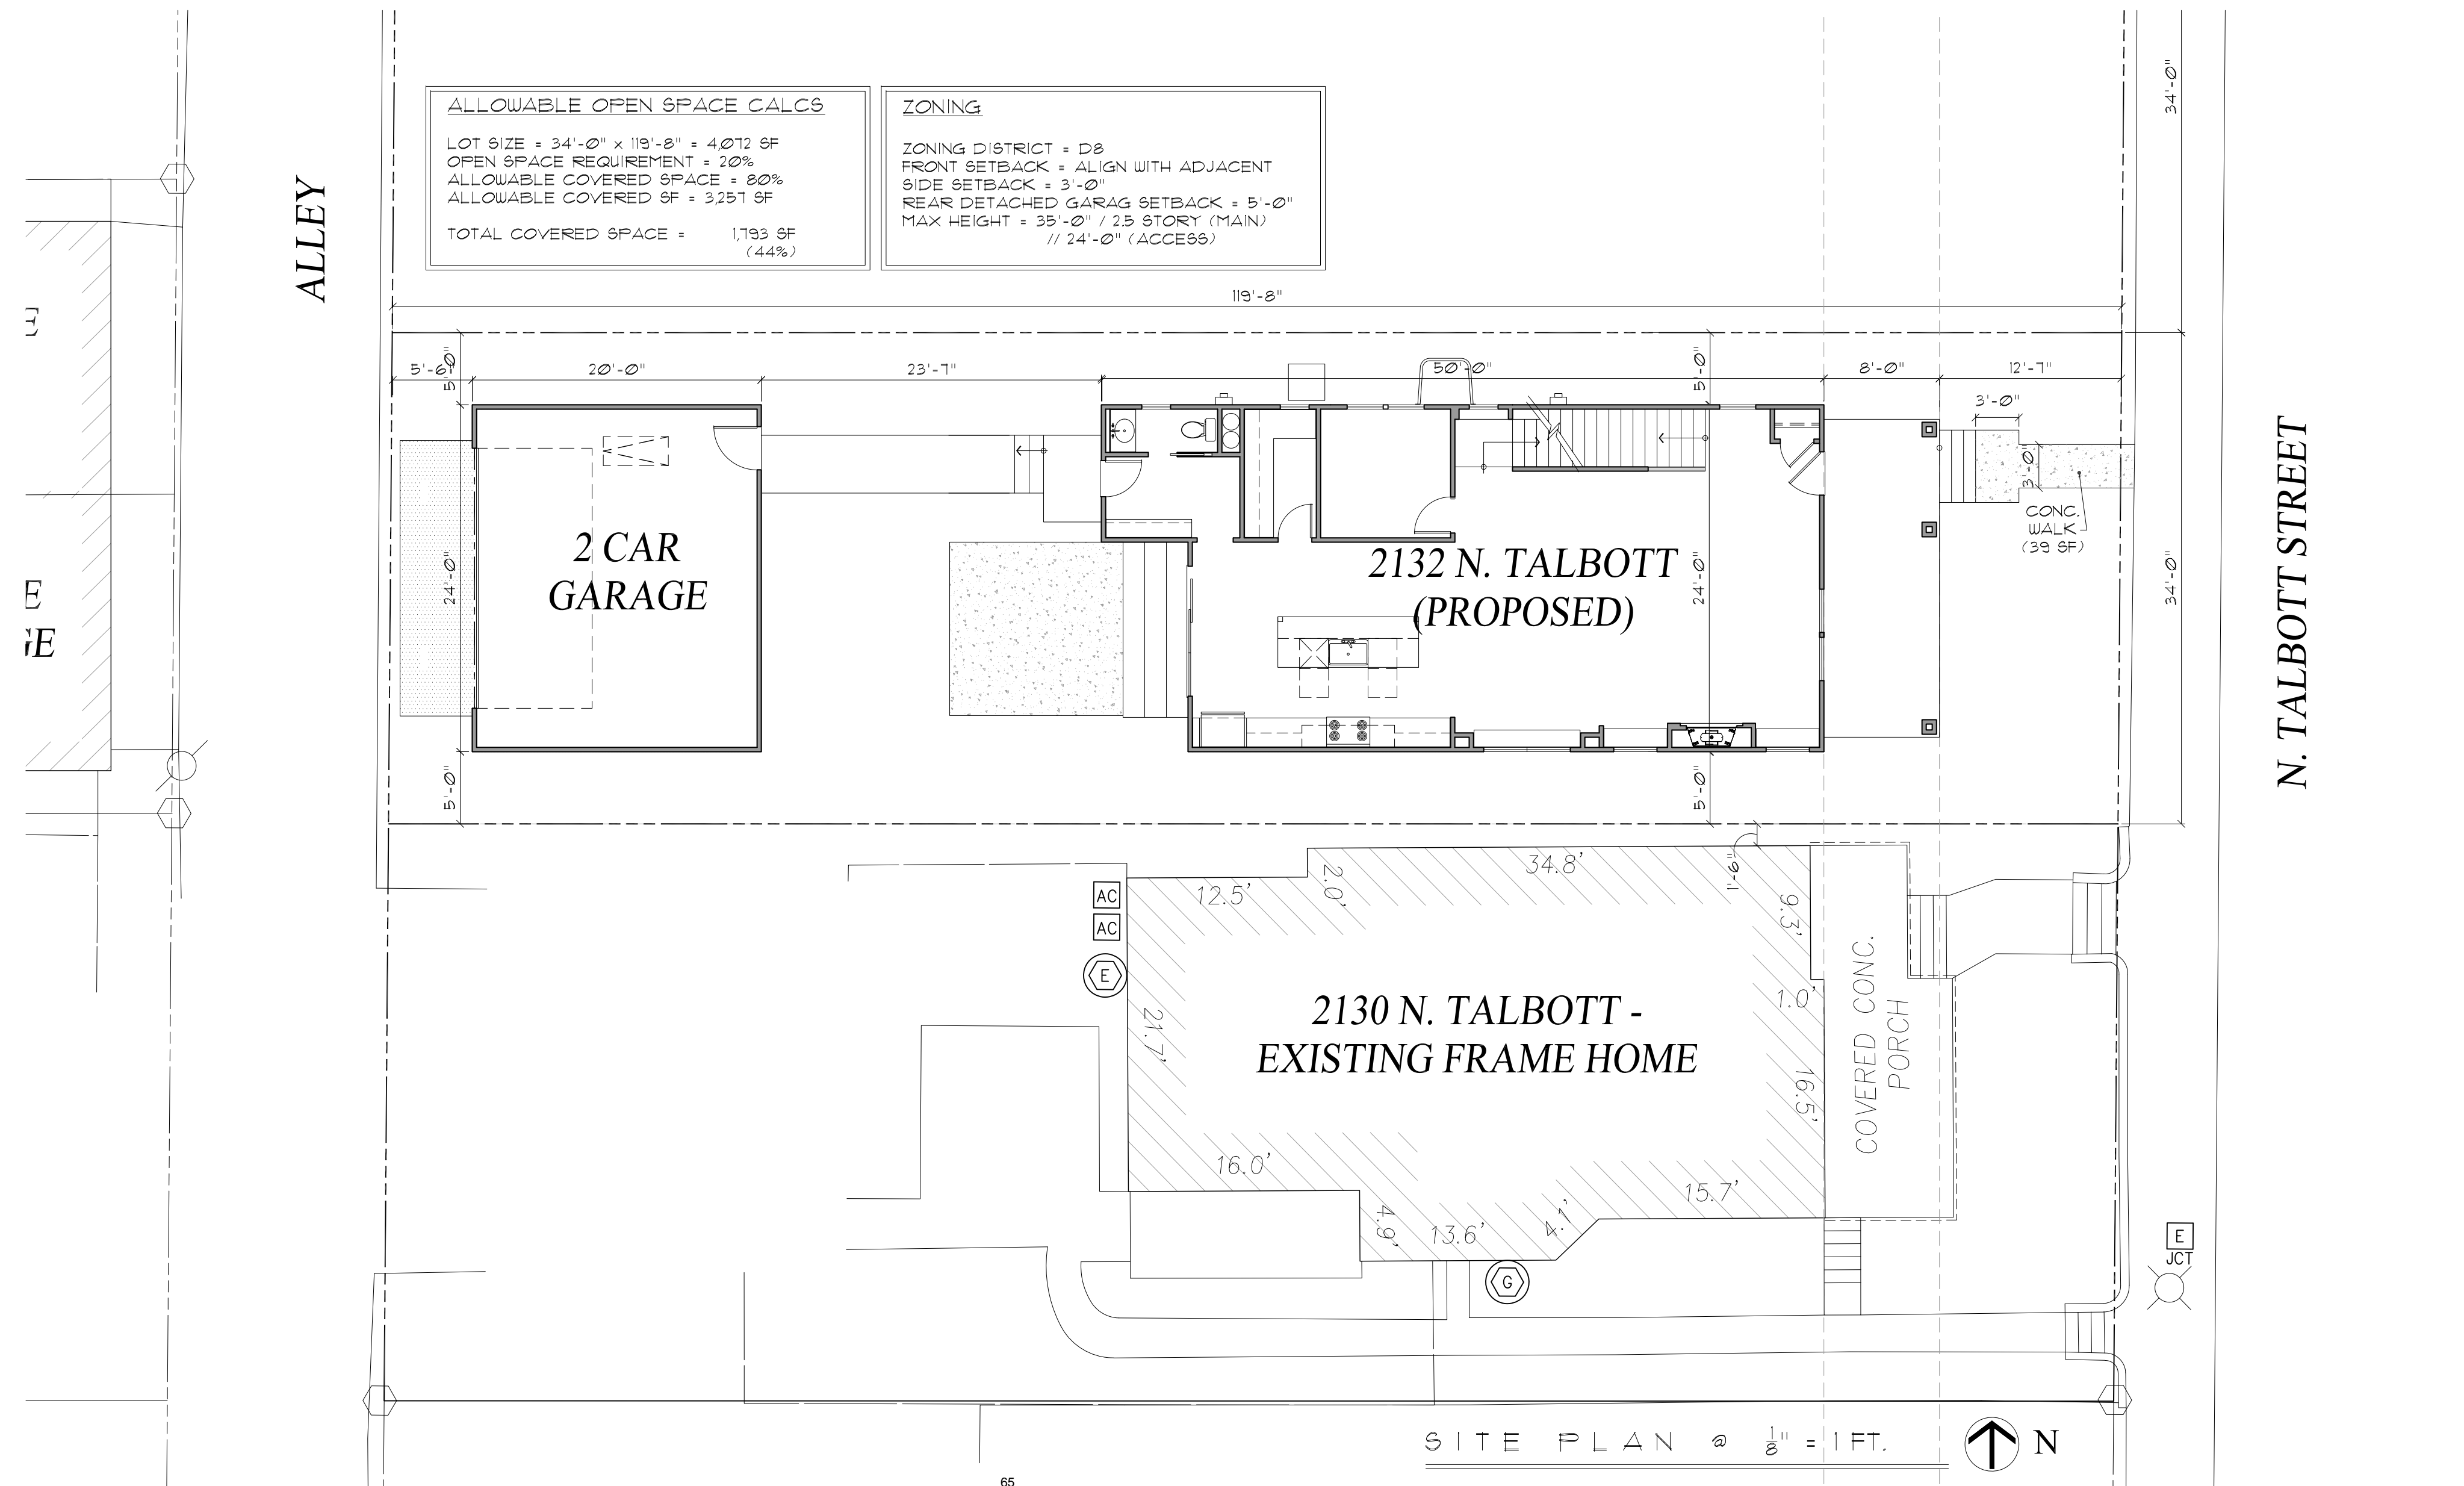 ALLOWABLE OPEN SPACE CALCS
LOT SIZE = 34'-0" x 119'-8" = 4,072 SF
OPEN SPACE REQUIREMENT = 20%
ALLOWABLE COVERED SPACE = 80%
ALLOWABLE COVERED SF = 3,257 SF
TOTAL COVERED SPACE = 1,793 SF
(44%)
ZONING
ZONING DISTRICT = D8
FRONT SETBACK = ALIGN WITH ADJACENT
SIDE SETBACK = 3'-0"
REAR DETACHED GARAG SETBACK = 5'-0"
MAX HEIGHT = 35'-0" / 2.5 STORY (MAIN)
// 24'-0" (ACCESS)
ALLEY
34'-0"
119'-8"
5'-6"
5'-0"
20'-0"
23'-7"
50'-0"
5'-0"
8'-0"
12'-7"
3'-0"
3'-0"
CONC.
WALK
(39 SF)
2 CAR
GARAGE
24'-0"
2132 N. TALBOTT
(PROPOSED)
24'-0"
34'-0"
N. TALBOTT STREET
5'-0"
5'-0"
1'-6"
12.5'
2.0'
34.8'
9.3'
AC
AC
E
21.7'
2130 N. TALBOTT -
EXISTING FRAME HOME
1.0'
16.5'
COVERED CONC.
PORCH
16.0'
4.9'
13.6'
4.1'
15.7'
G
E
JCT
SITE PLAN @ 1/8" = 1 FT.
N
65